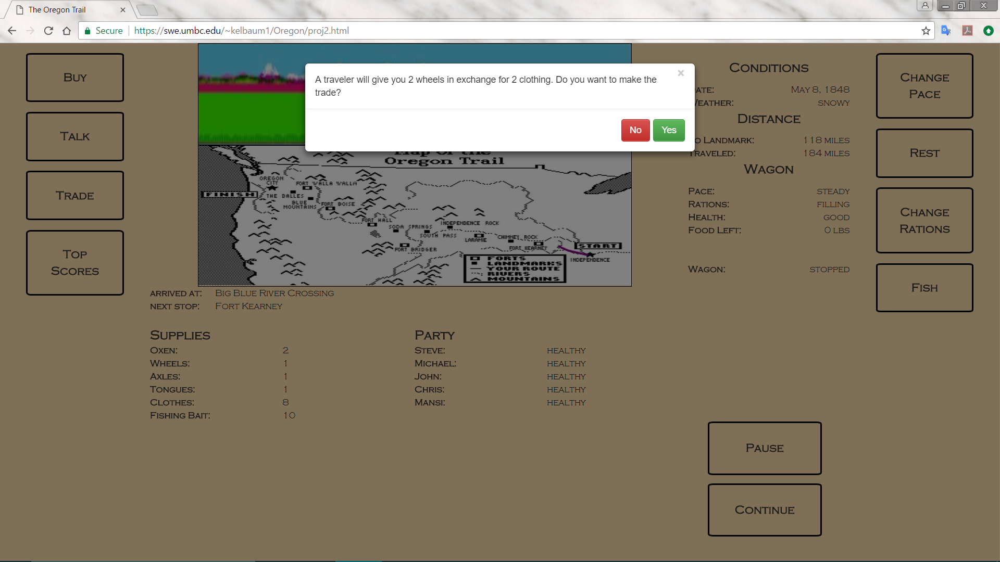 The Oregon Trail
Secure https://swe.umbc.edu/~kelbaum1/Oregon/proj2.html
Buy
Talk
Trade
Top
Scores
A traveler will give you 2 wheels in exchange for 2 clothing. Do you want to make the
trade?
×
No Yes
Map of the
Oregon Trail
OREGON
CITY
FORT WALLA WALLA
FINISH
THE DALLES
BLUE
MOUNTAINS
FORT BOISE
FORT HALL
SODA SPRINGS
INDEPENDENCE ROCK
SOUTH PASS
LARAMIE
CHIMNEY ROCK
FORT BRIDGER
FORT KEARNEY
START
INDEPENDENCE
FORTS
LANDMARKS
YOUR ROUTE
RIVERS
MOUNTAINS
Arrived at: Big Blue River Crossing
Next stop: Fort Kearney
Supplies
Oxen: 2
Wheels: 1
Axles: 1
Tongues: 1
Clothes: 8
Fishing Bait: 10
Party
Steve: healthy
Michael: healthy
John: healthy
Chris: healthy
Mansi: healthy
Conditions
ate: May 8, 1848
eather: snowy
Distance
o Landmark: 118 miles
Traveled: 184 miles
Wagon
Pace: steady
Rations: filling
Health: good
Food Left: 0 lbs
Wagon: stopped
Change
Pace
Rest
Change
Rations
Fish
Pause
Continue